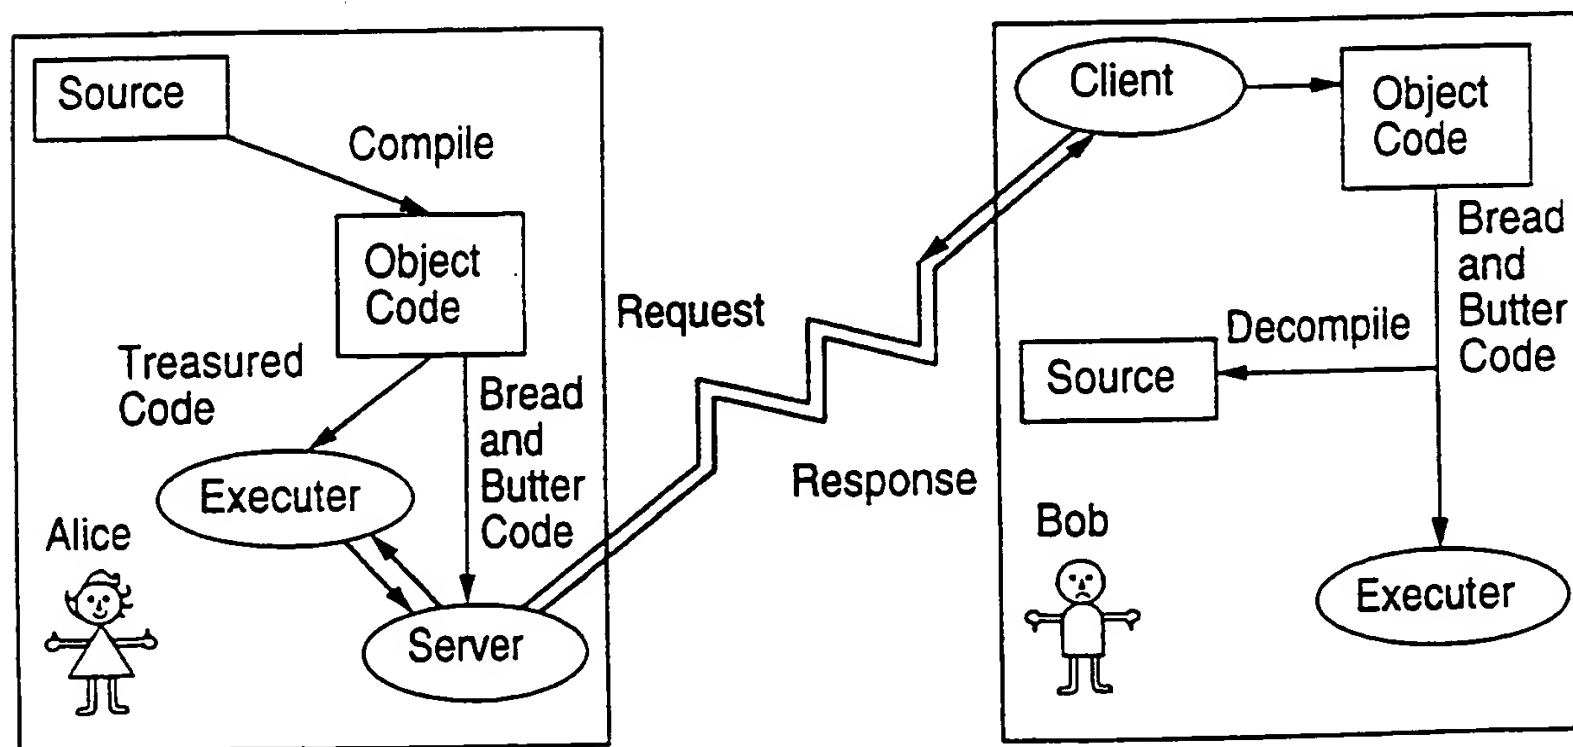 Source
Compile
Object
Code
Treasured
Code
Bread
and
Butter
Code
Executer
Alice
Server
Request
Response
Client
Object
Code
Bread
and
Butter
Code
Decompile
Source
Bob
Executer